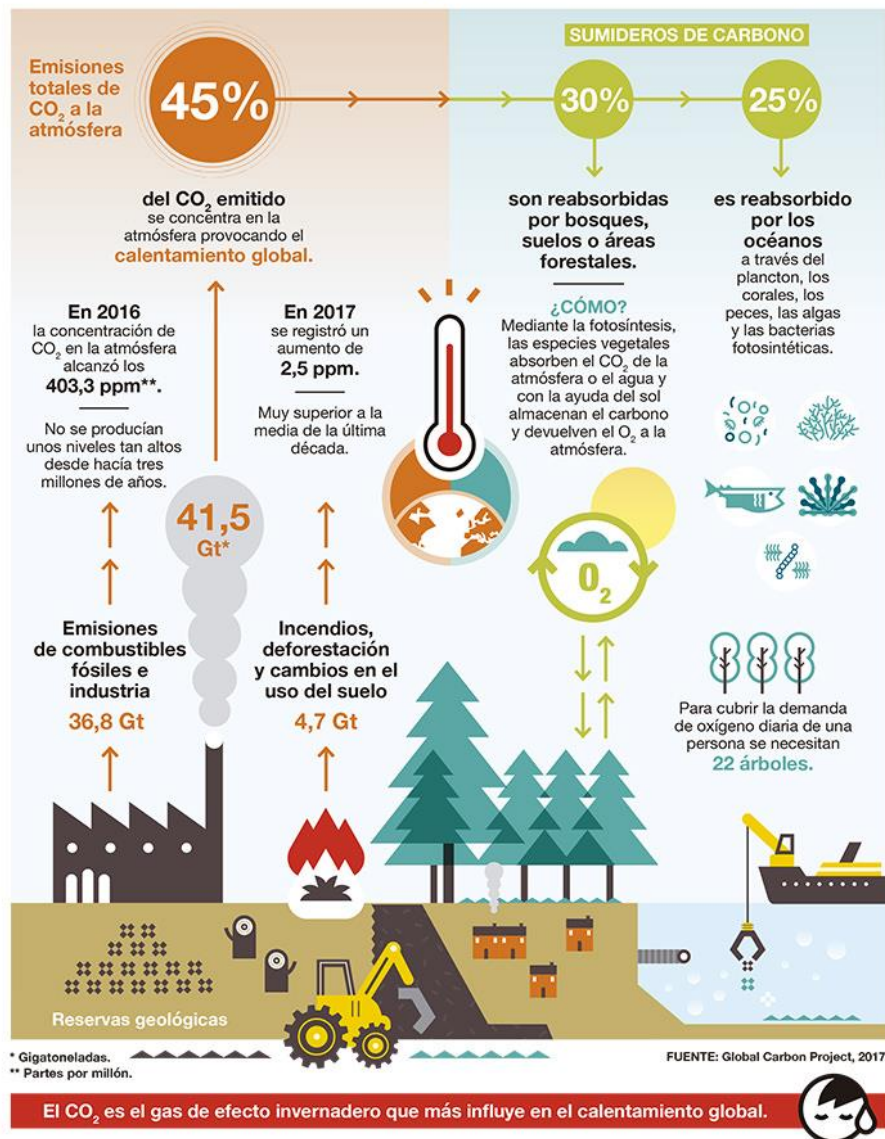 Emisiones
totales de
CO₂ a la
atmósfera
45%
SUMIDEROS DE CARBONO
30%
25%
del CO₂ emitido
se concentra en la
atmósfera provocando el
calentamiento global.
son reabsorbidas
por bosques,
suelos o áreas
forestales.
es reabsorbido
por los
océanos
a través del
plancton, los
corales, los
peces, las algas
y las bacterias
fotosintéticas.
En 2016
la concentración de
CO₂ en la atmósfera
alcanzó los
403,3 ppm**.
No se producían
unos niveles tan altos
desde hacía tres
millones de años.
En 2017
se registró un
aumento de
2,5 ppm.
Muy superior a la
media de la última
década.
¿CÓMO?
Mediante la fotosíntesis,
las especies vegetales
absorben el CO₂ de la
atmósfera o el agua y
con la ayuda del sol
almacenan el carbono
y devuelven el O₂ a la
atmósfera.
41,5
Gt*
O₂
Emisiones
de combustibles
fósiles e
industria
36,8 Gt
Incendios,
deforestación
y cambios en el
uso del suelo
4,7 Gt
Para cubrir la demanda
de oxígeno diaria de una
persona se necesitan
22 árboles.
Reservas geológicas
* Gigatoneladas.
** Partes por millón.
FUENTE: Global Carbon Project, 2017
El CO₂ es el gas de efecto invernadero que más influye en el calentamiento global.